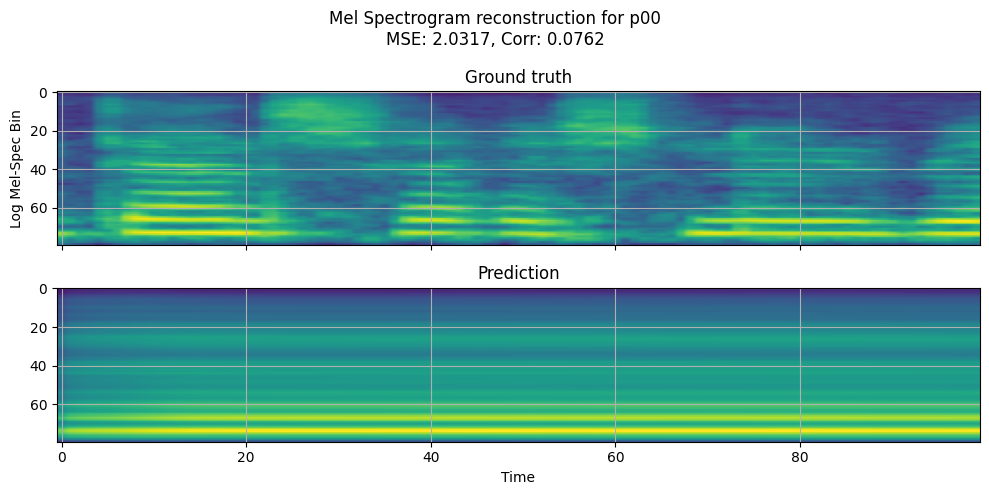 Mel Spectrogram reconstruction for p00
MSE: 2.0317, Corr: 0.0762
Ground truth
Log Mel-Spec Bin
0
20
40
60
Prediction
0
20
40
60
0 20 40 60 80
Time